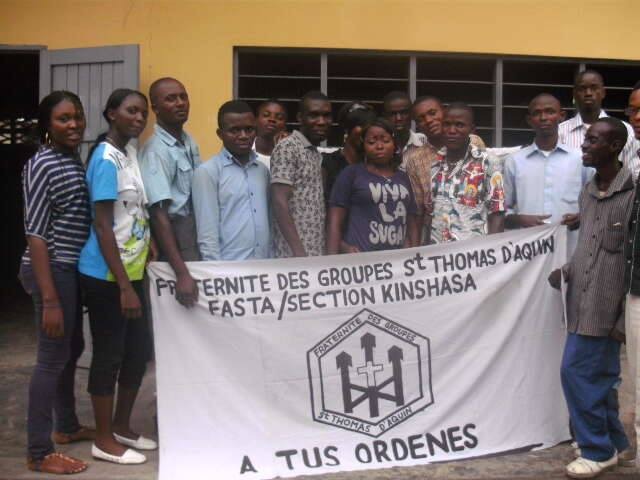 VIVA
LA
SUGA
FRATERNITE DES GROUPES St THOMAS D'AQUIN
FASTA/SECTION KINSHASA
FRATERNITE DES GROUPES
St THOMAS D'AQUIN
A TUS ORDENES